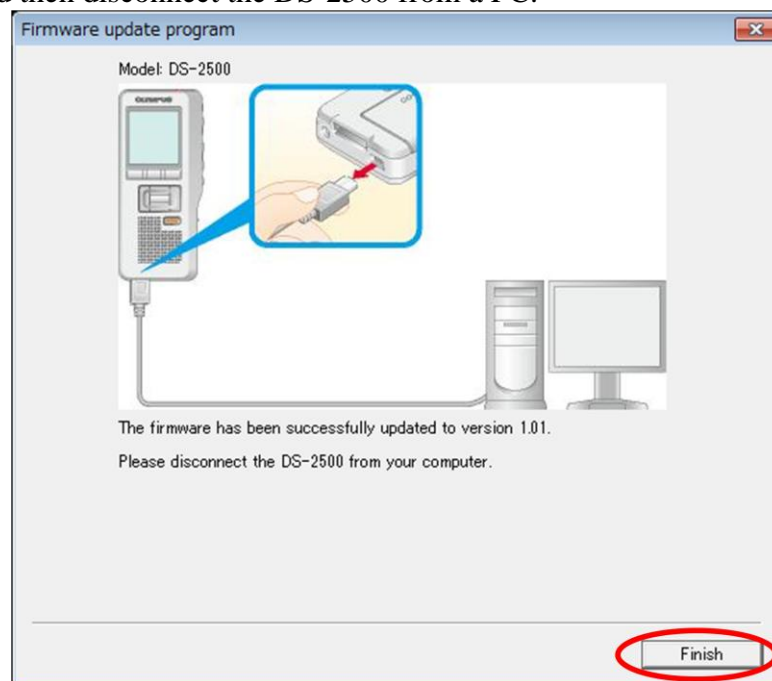 d then disconnect the DS-2500 from a PC.
Firmware update program
Model: DS-2500
OLYMPUS
The firmware has been successfully updated to version 1.01.
Please disconnect the DS-2500 from your computer.
Finish